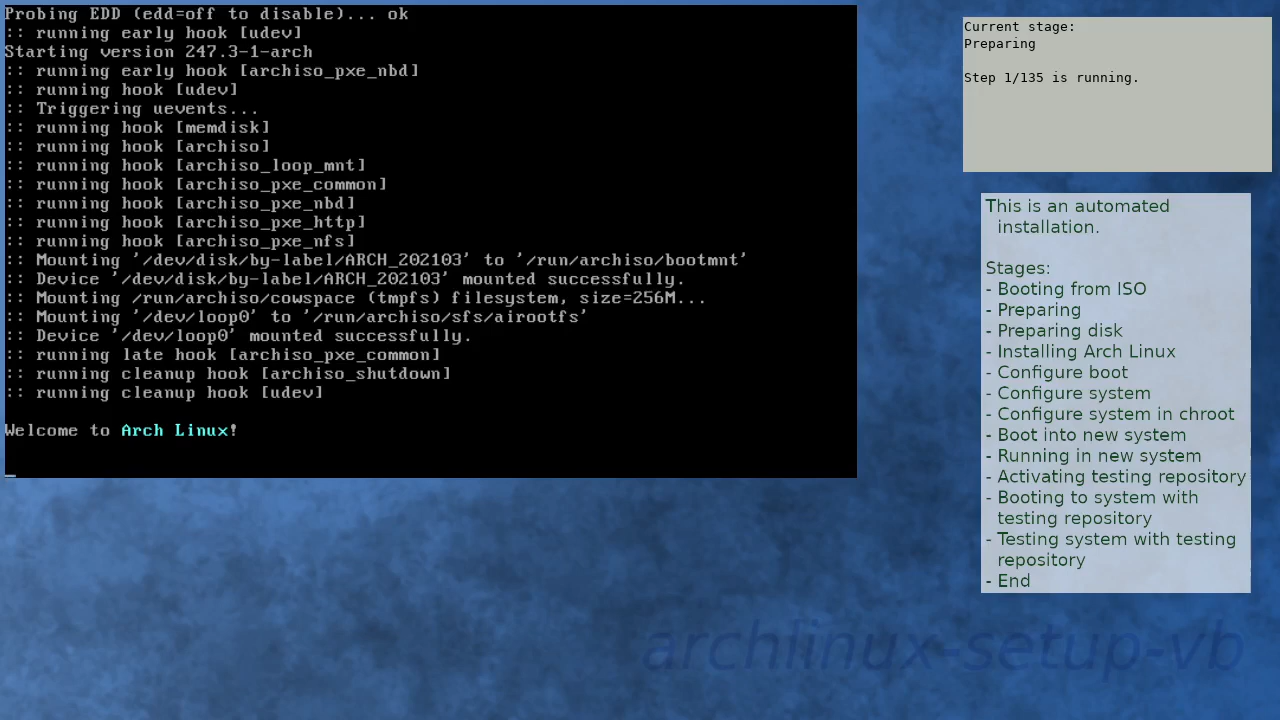 Probing EDD (edd=off to disable)... ok
:: running early hook [udev]
Starting version 247.3-1-arch
:: running early hook [archiso_pxe_nbd]
:: running hook [udev]
:: Triggering uevents...
:: running hook [memdisk]
:: running hook [archiso]
:: running hook [archiso_loop_mnt]
:: running hook [archiso_pxe_common]
:: running hook [archiso_pxe_nbd]
:: running hook [archiso_pxe_http]
:: running hook [archiso_pxe_nfs]
:: Mounting '/dev/disk/by-label/ARCH_202103' to '/run/archiso/bootmnt'
:: Device '/dev/disk/by-label/ARCH_202103' mounted successfully.
:: Mounting /run/archiso/cowspace (tmpfs) filesystem, size=256M...
:: Mounting '/dev/loop0' to '/run/archiso/sfs/airootfs'
:: Device '/dev/loop0' mounted successfully.
:: running late hook [archiso_pxe_common]
:: running cleanup hook [archiso_shutdown]
:: running cleanup hook [udev]
Welcome to Arch Linux!
Current stage:
Preparing
Step 1/135 is running.
This is an automated
installation.
Stages:
- Booting from ISO
- Preparing
- Preparing disk
- Installing Arch Linux
- Configure boot
- Configure system
- Configure system in chroot
- Boot into new system
- Running in new system
- Activating testing repository
- Booting to system with
testing repository
- Testing system with testing
repository
- End
archlinux-setup-vb